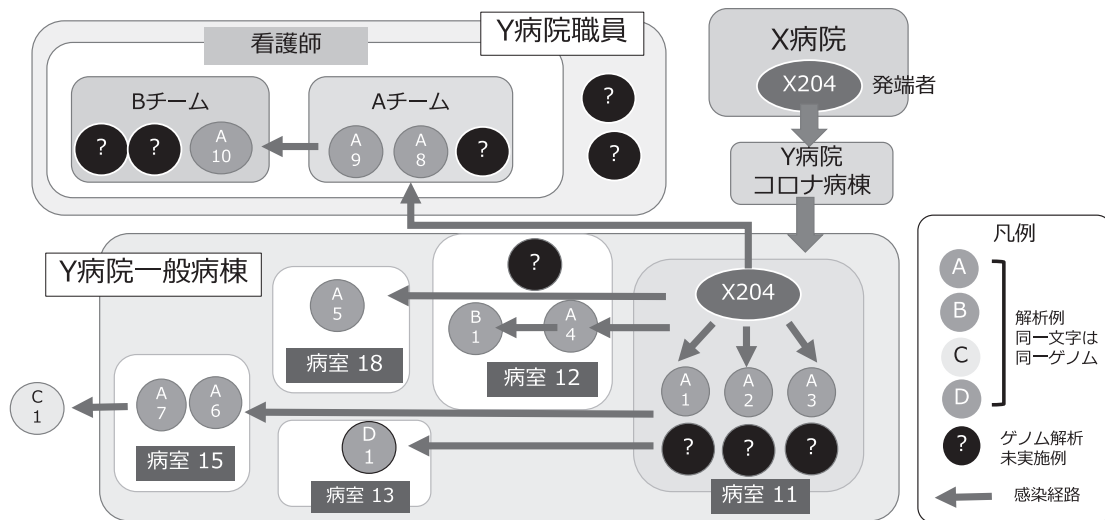 Y病院職員
看護師
Bチーム
?
?
A
10
Aチーム
A
9
A
8
?
?
?
X病院
X204
発端者
Y病院
コロナ病棟
Y病院一般病棟
A
5
病室 18
?
B
1
A
4
病室 12
X204
A
1
A
2
A
3
?
?
?
病室 11
C
1
A
7
A
6
病室 15
D
1
病室 13
凡例
A
B
C
D
解析例
同一文字は
同一ゲノム
?
ゲノム解析
未実施例
感染経路